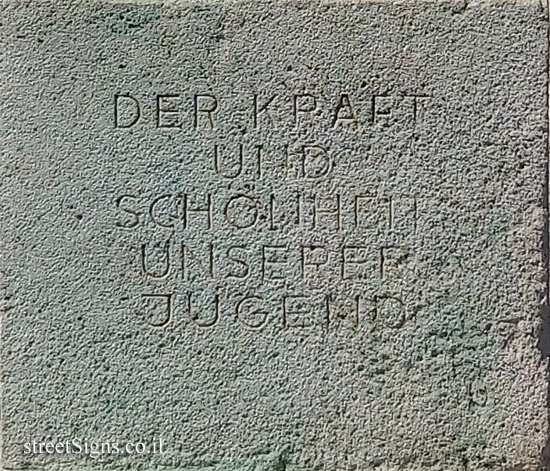 DER KRAFT
UND
SCHÖNHEIT
UNSERER
JUGEND
streetSigns.co.il